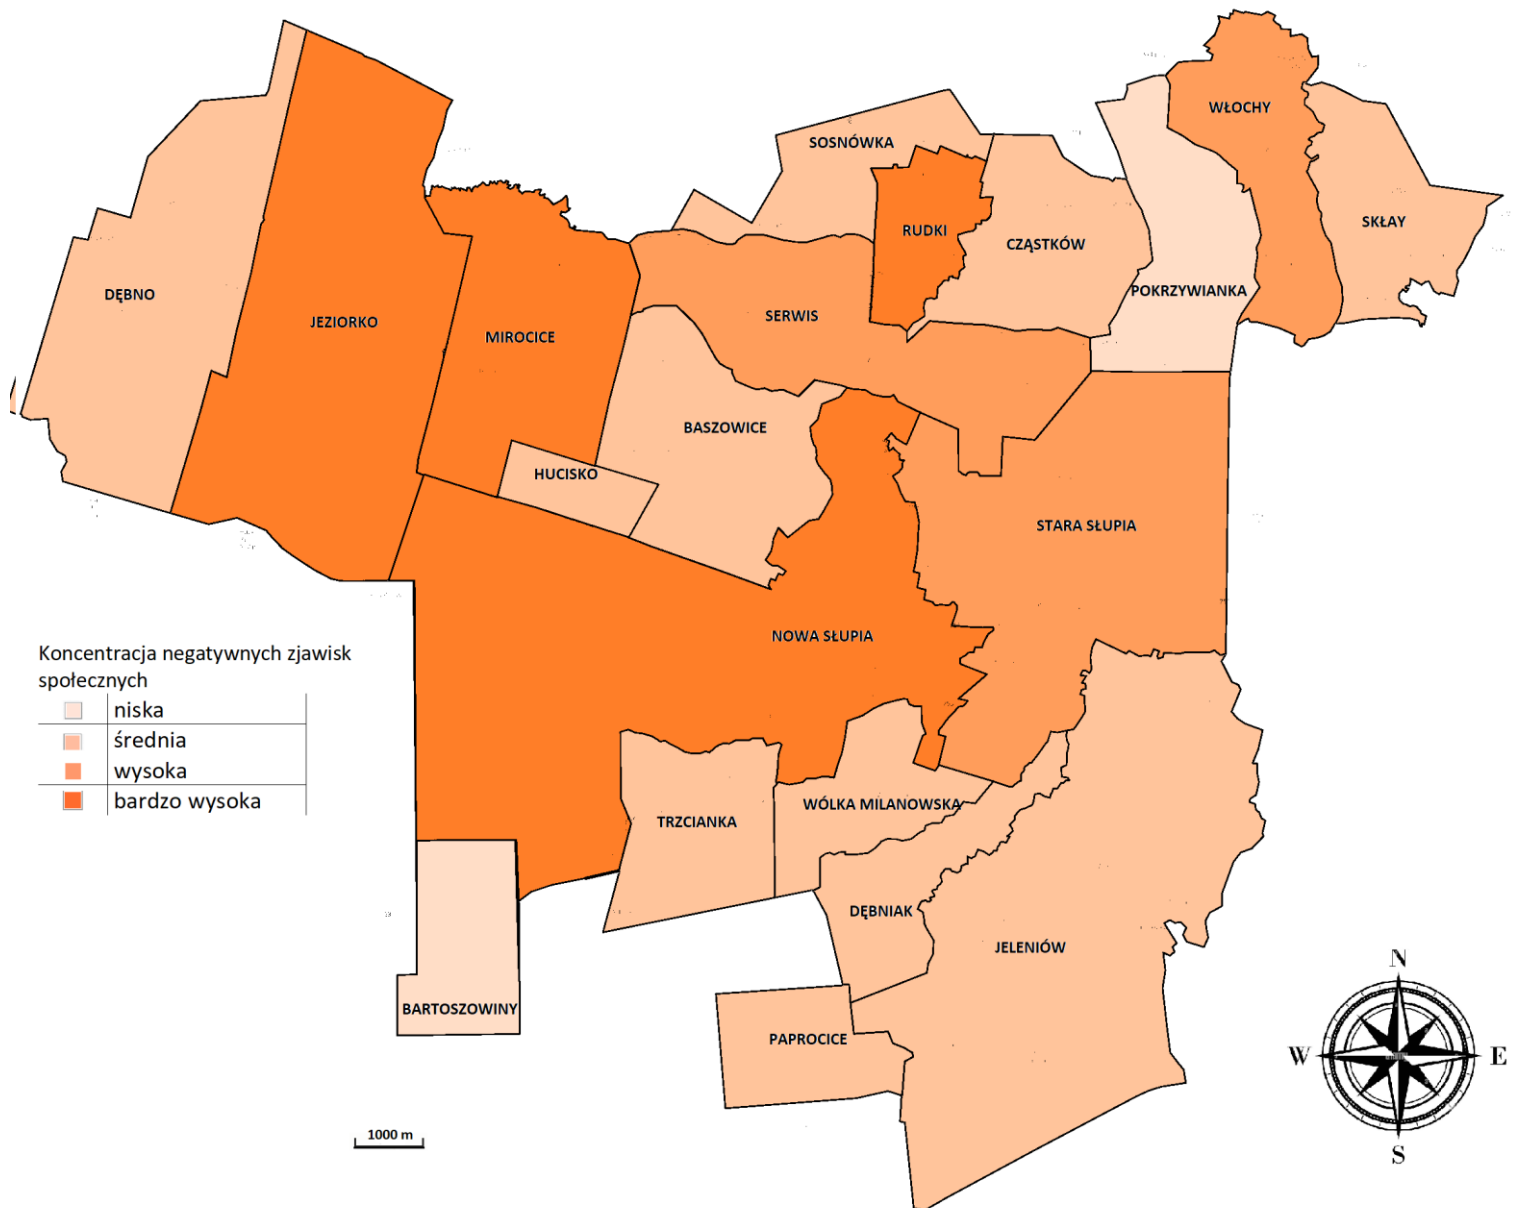 WŁOCHY
SOSNÓWKA
SKŁAY
RUDKI
CZĄSTKÓW
POKRZYWIANKA
DĘBNO
JEZIORKO
SERWIS
MIROCICE
BASZOWICE
HUCISKO
STARA SŁUPIA
NOWA SŁUPIA
Koncentracja negatywnych zjawisk
społecznych
niska
średnia
wysoka
bardzo wysoka
WÓLKA MILANOWSKA
TRZCIANKA
DĘBNIAK
JELENIÓW
BARTOSZOWINY
PAPROCICE
N
W
E
S
1000 m